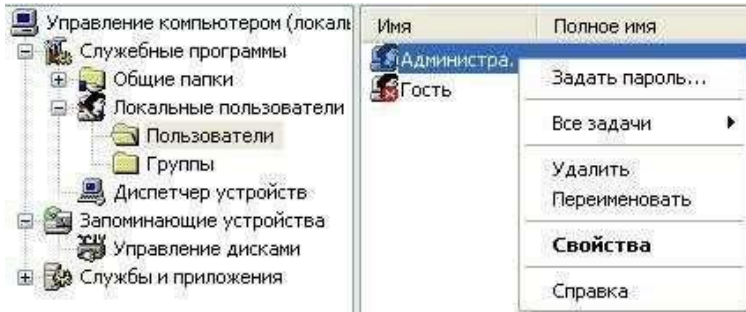 Управление компьютером (локаль
Служебные программы
Общие папки
Локальные пользователи
Пользователи
Группы
Диспетчер устройств
Запоминающие устройства
Управление дисками
Службы и приложения
Имя Полное имя
Администра.
Гость
Задать пароль...
Все задачи
Удалить
Переименовать
Свойства
Справка